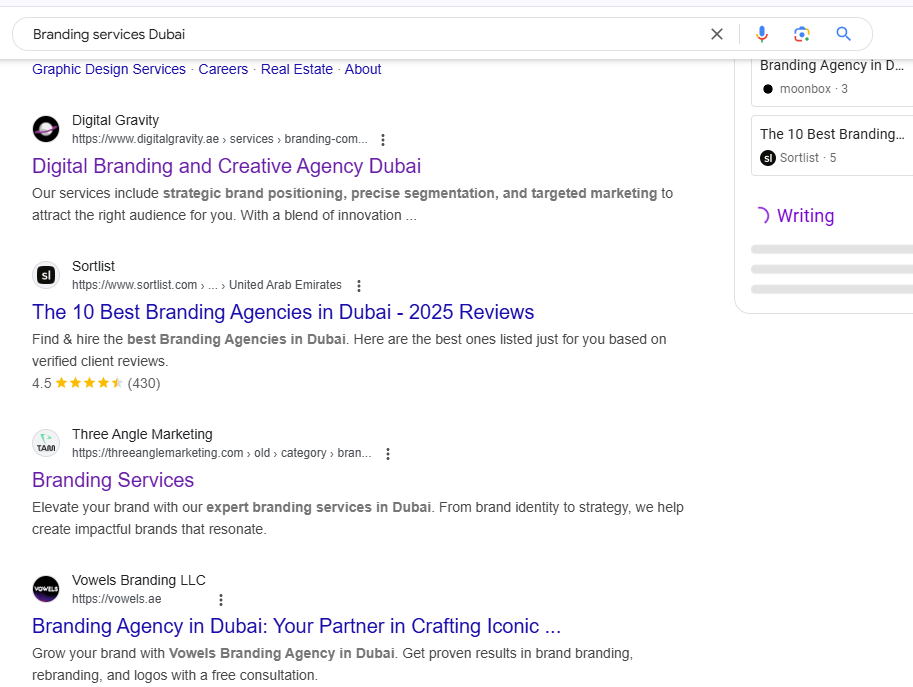 Branding services Dubai
Graphic Design Services · Careers · Real Estate · About
Digital Gravity
https://www.digitalgravity.ae › services › branding-com...
Digital Branding and Creative Agency Dubai
Our services include strategic brand positioning, precise segmentation, and targeted marketing to
attract the right audience for you. With a blend of innovation ...
sl
Sortlist
https://www.sortlist.com › ... › United Arab Emirates
The 10 Best Branding Agencies in Dubai - 2025 Reviews
Find & hire the best Branding Agencies in Dubai. Here are the best ones listed just for you based on
verified client reviews.
4.5 (430)
TAM
Three Angle Marketing
https://threeanglemarketing.com › old › category › bran...
Branding Services
Elevate your brand with our expert branding services in Dubai. From brand identity to strategy, we help
create impactful brands that resonate.
VOWELS
Vowels Branding LLC
https://vowels.ae
Branding Agency in Dubai: Your Partner in Crafting Iconic ...
Grow your brand with Vowels Branding Agency in Dubai. Get proven results in brand branding,
rebranding, and logos with a free consultation.
Branding Agency in D...
moonbox · 3
The 10 Best Branding...
sl Sortlist · 5
Writing